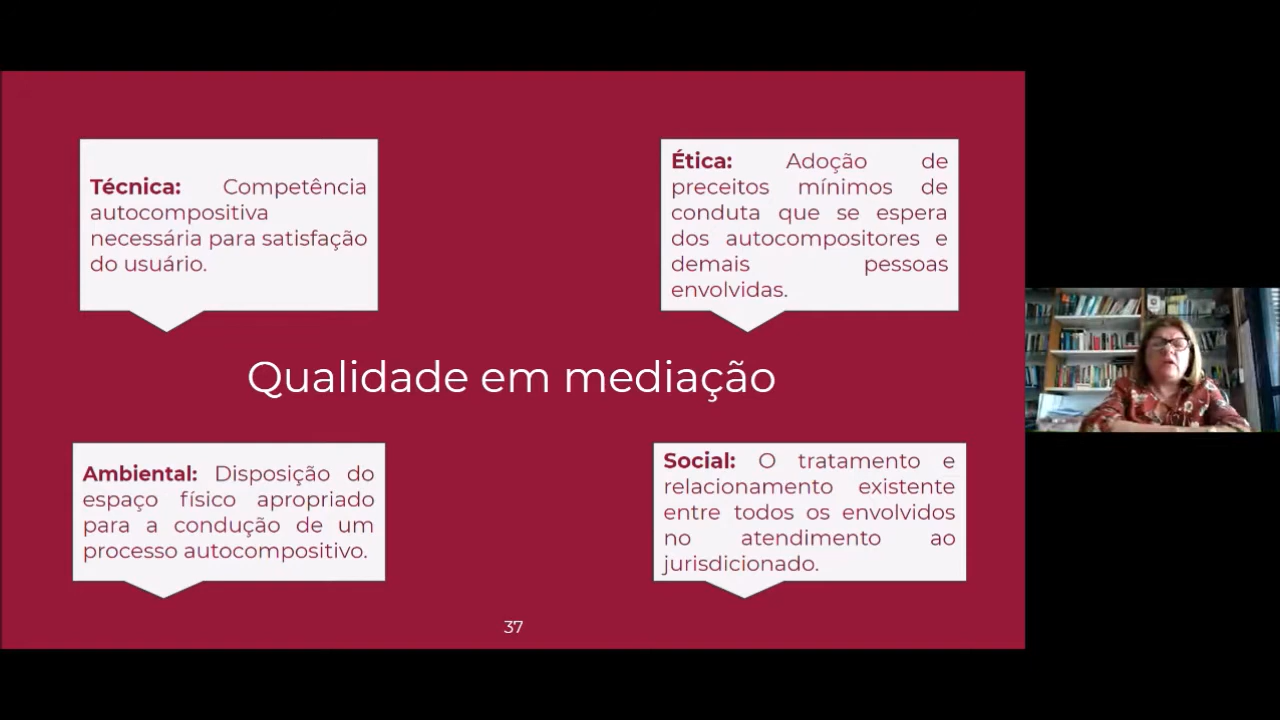 Técnica: Competência
autocompositiva
necessária para satisfação
do usuário.
Ética: Adoção de
preceitos mínimos de
conduta que se espera
dos autocompositores e
demais pessoas
envolvidas.
Qualidade em mediação
Ambiental: Disposição do
espaço físico apropriado
para a condução de um
processo autocompositivo.
Social: O tratamento e
relacionamento existente
entre todos os envolvidos
no atendimento ao
jurisdicionado.
37